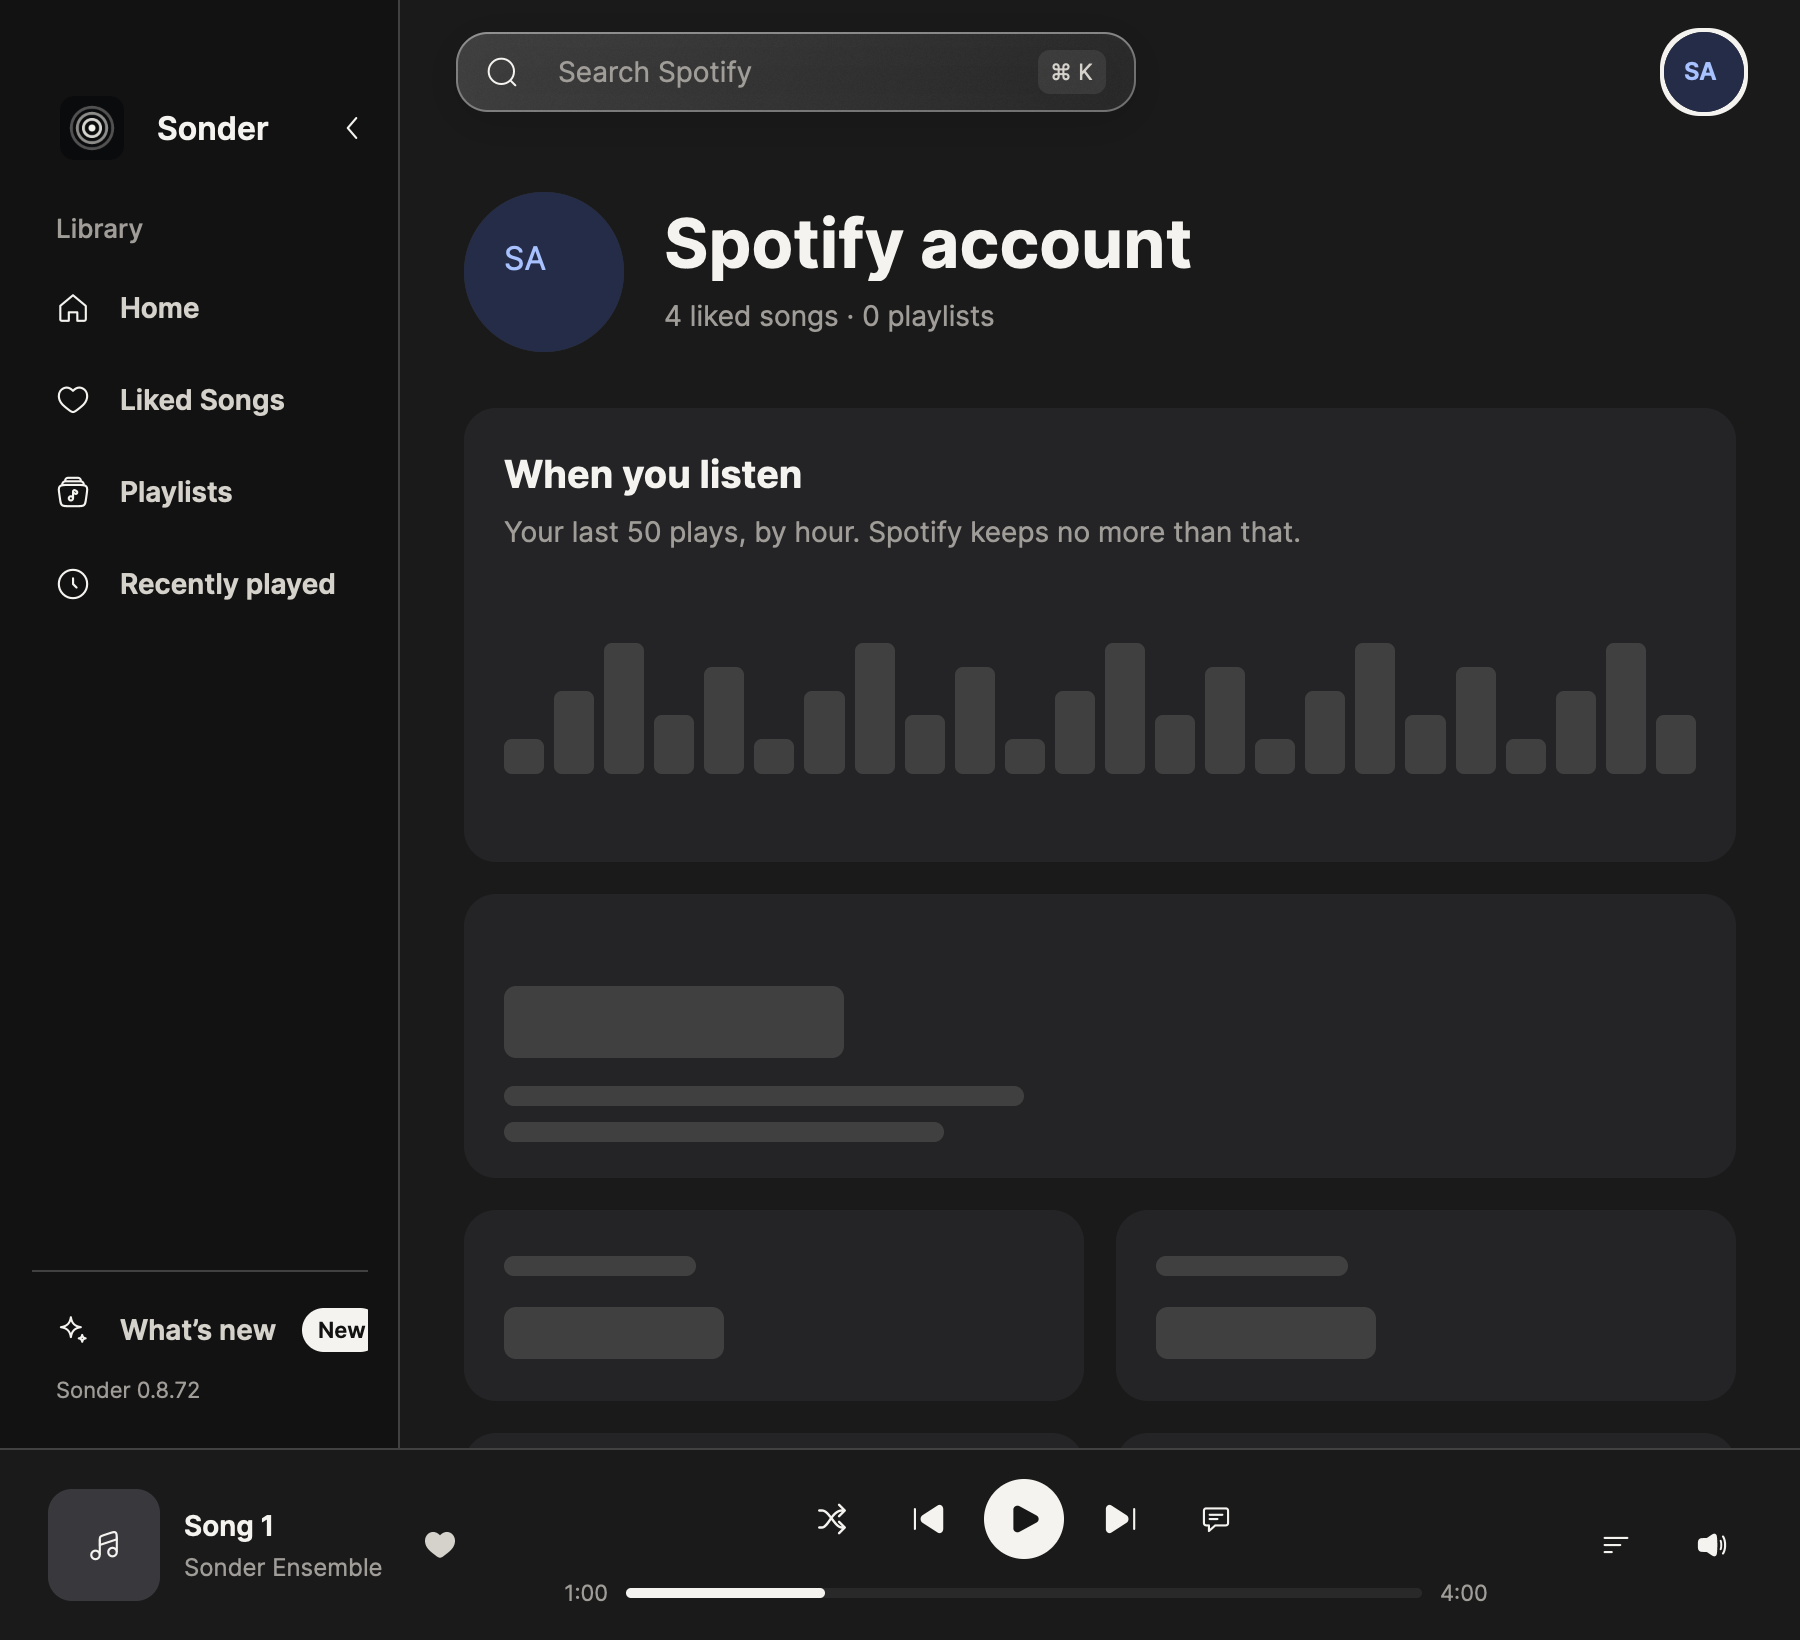 Search Spotify
⌘ K
SA
Sonder
Library
Home
Liked Songs
Playlists
Recently played
SA
Spotify account
4 liked songs · 0 playlists
When you listen
Your last 50 plays, by hour. Spotify keeps no more than that.
What’s new
New
Sonder 0.8.72
Song 1
Sonder Ensemble
1:00
4:00